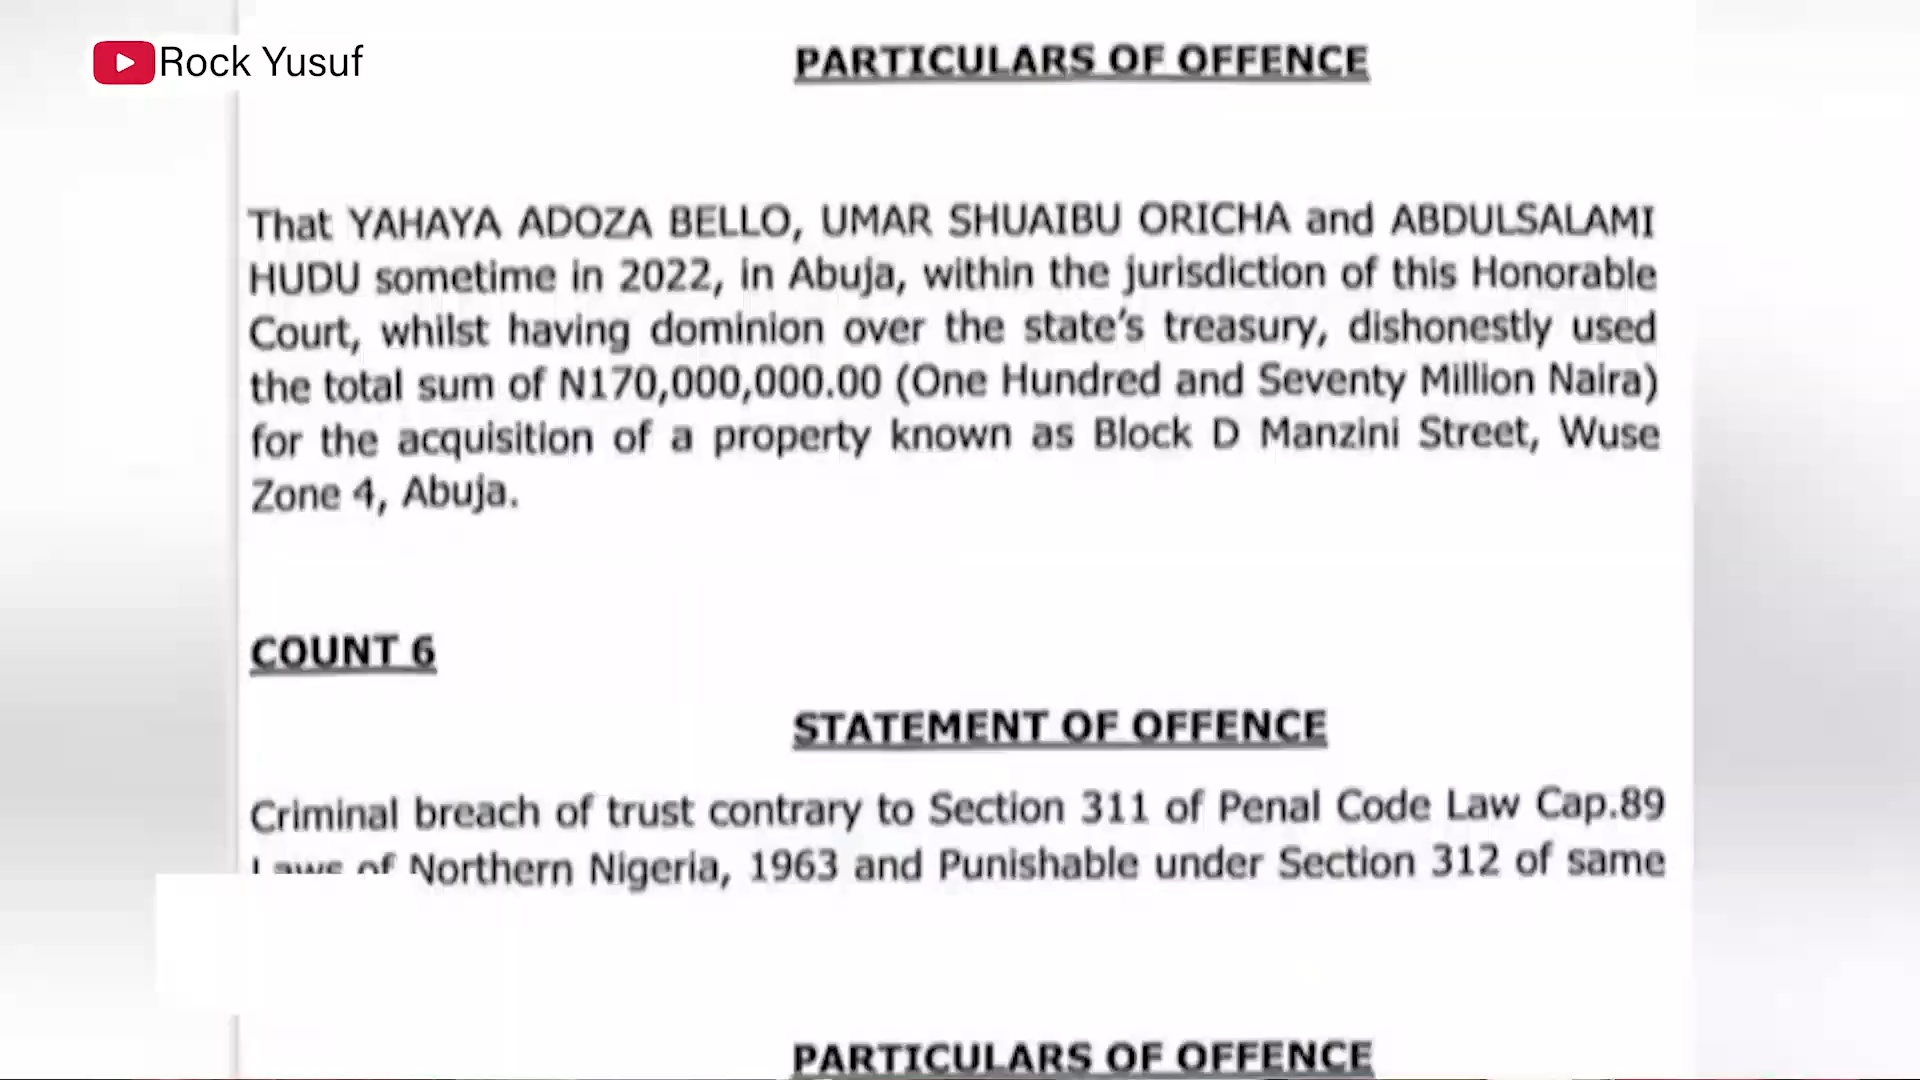 Rock Yusuf
PARTICULARS OF OFFENCE
That YAHAYA ADOZA BELLO, UMAR SHUAIBU ORICHA and ABDULSALAMI
HUDU sometime in 2022, in Abuja, within the jurisdiction of this Honorable
Court, whilst having dominion over the state's treasury, dishonestly used
the total sum of N170,000,000.00 (One Hundred and Seventy Million Naira)
for the acquisition of a property known as Block D Manzini Street, Wuse
Zone 4, Abuja.
COUNT 6
STATEMENT OF OFFENCE
Criminal breach of trust contrary to Section 311 of Penal Code Law Cap.89
Laws of Northern Nigeria, 1963 and Punishable under Section 312 of same
PARTICULARS OF OFFENCE